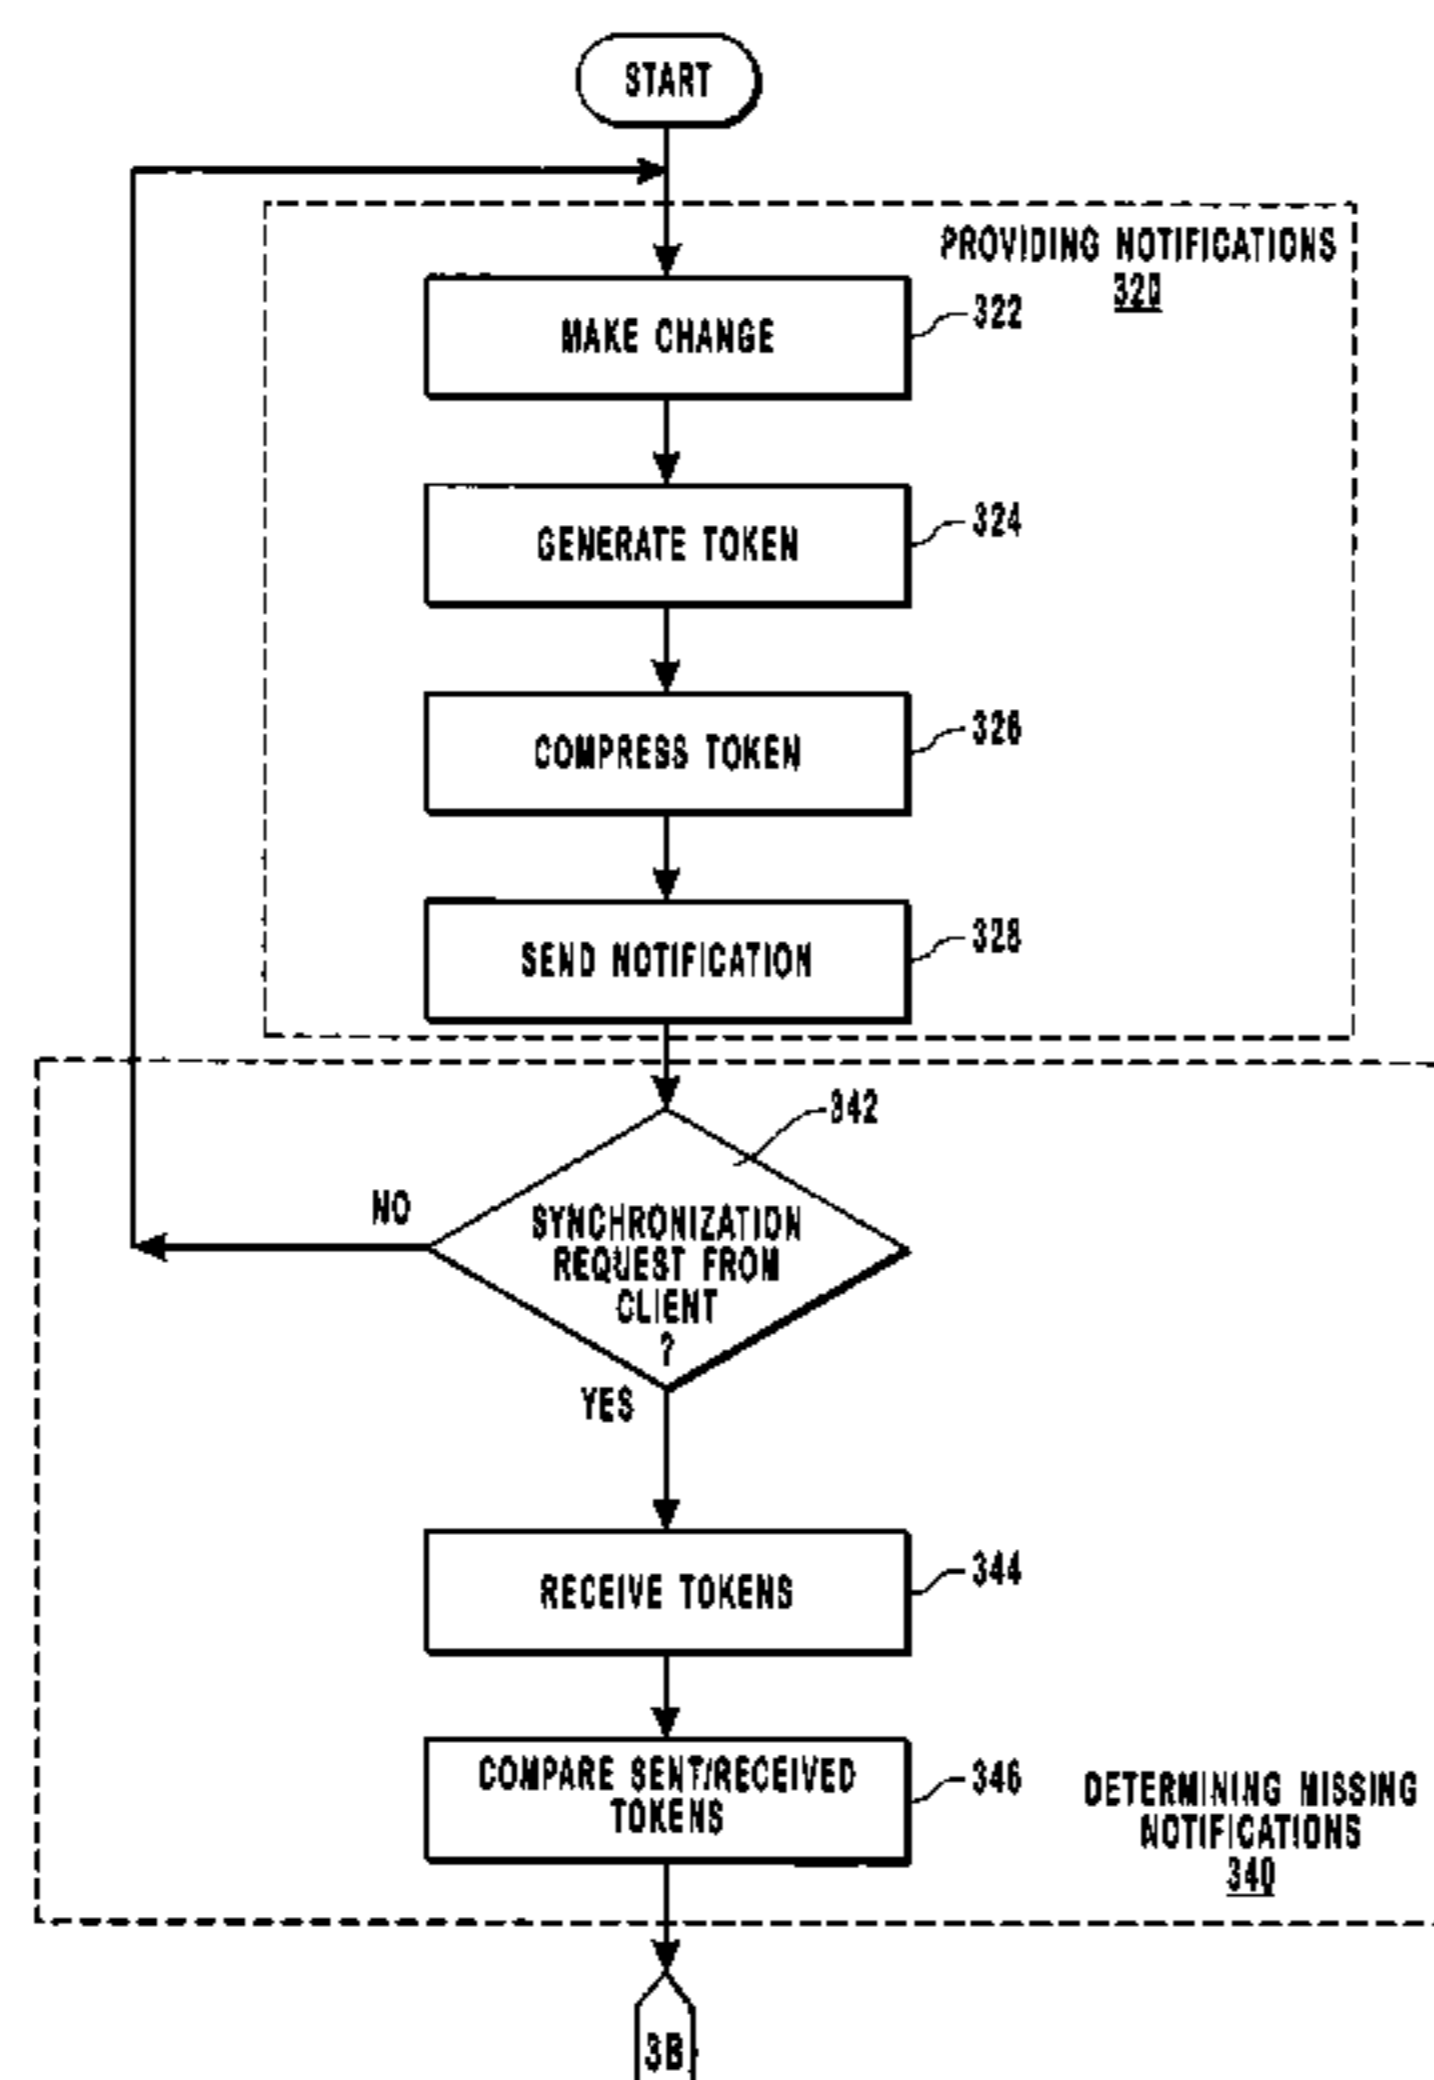 START
PROVIDING NOTIFICATIONS
320
MAKE CHANGE
322
GENERATE TOKEN
324
COMPRESS TOKEN
326
SEND NOTIFICATION
328
342
NO
SYNCHRONIZATION
REQUEST FROM
CLIENT
?
YES
RECEIVE TOKENS
344
COMPARE SENT/RECEIVED
TOKENS
346
DETERMINING MISSING
NOTIFICATIONS
340
3B